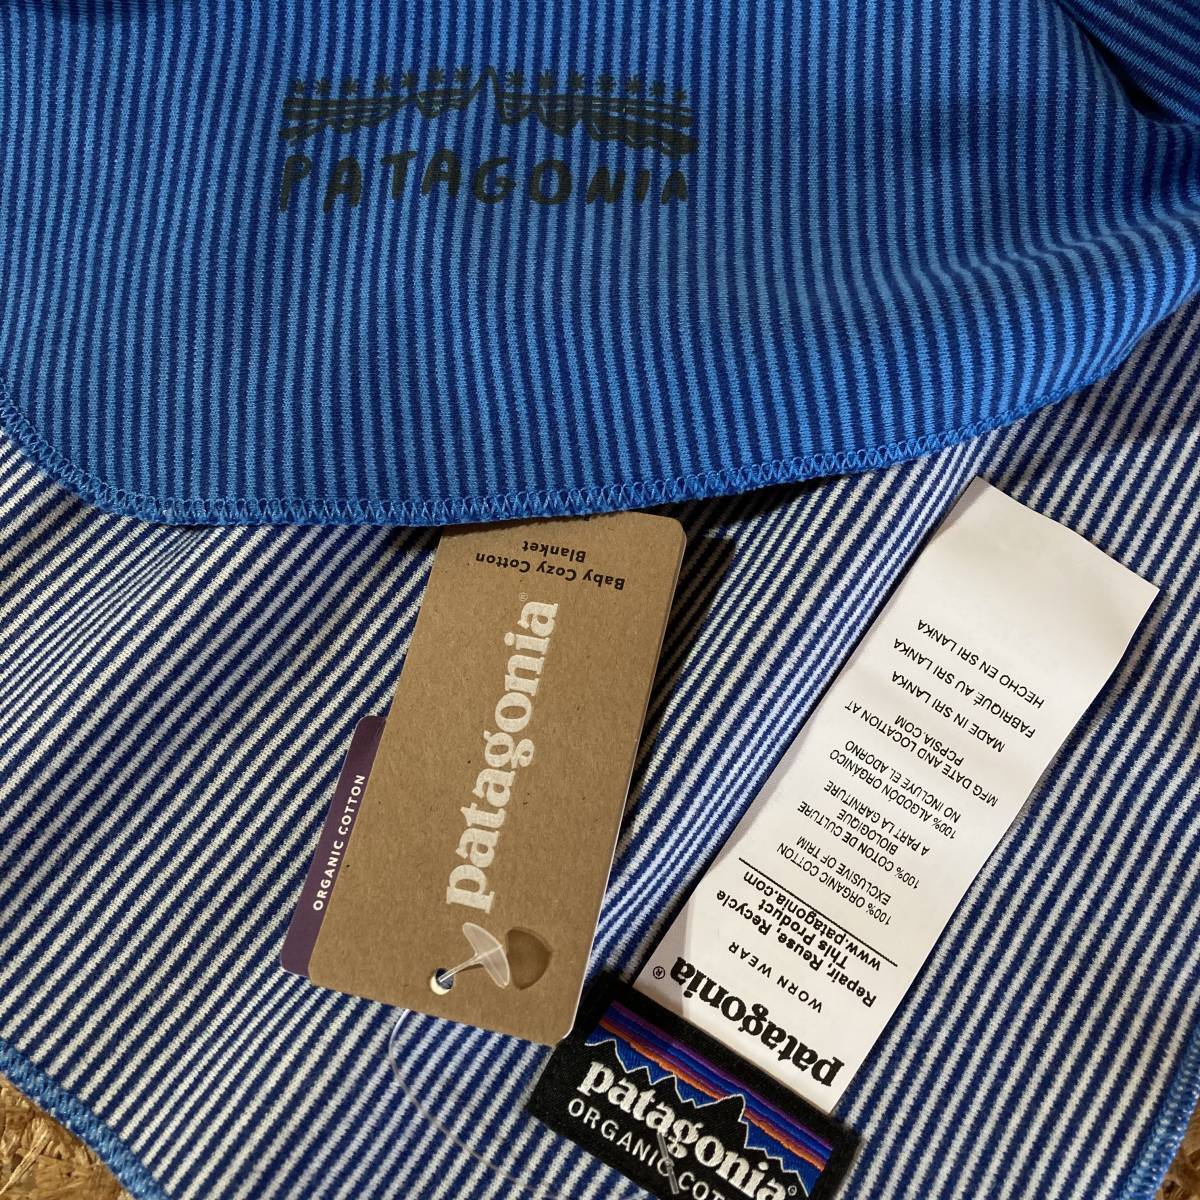 PATAGONIA
Baby Cozy Cotton
Blanket
patagonia®
ORGANIC COTTON
patagonia®
WORN WEAR
Repair, Reuse, Recycle
This Product
www.patagonia.com
100% ORGANIC COTTON
EXCLUSIVE OF TRIM
100% COTON DE CULTURE
BIOLOGIQUE
A PART LA GARNITURE
100% ALGODÓN ORGÁNICO
NO INCLUYE EL ADORNO
MFG DATE AND LOCATION AT
PCPSIA.COM
MADE IN SRI LANKA
FABRIQUÉ AU SRI LANKA
HECHO EN SRI LANKA
patagonia®
ORGANIC COT